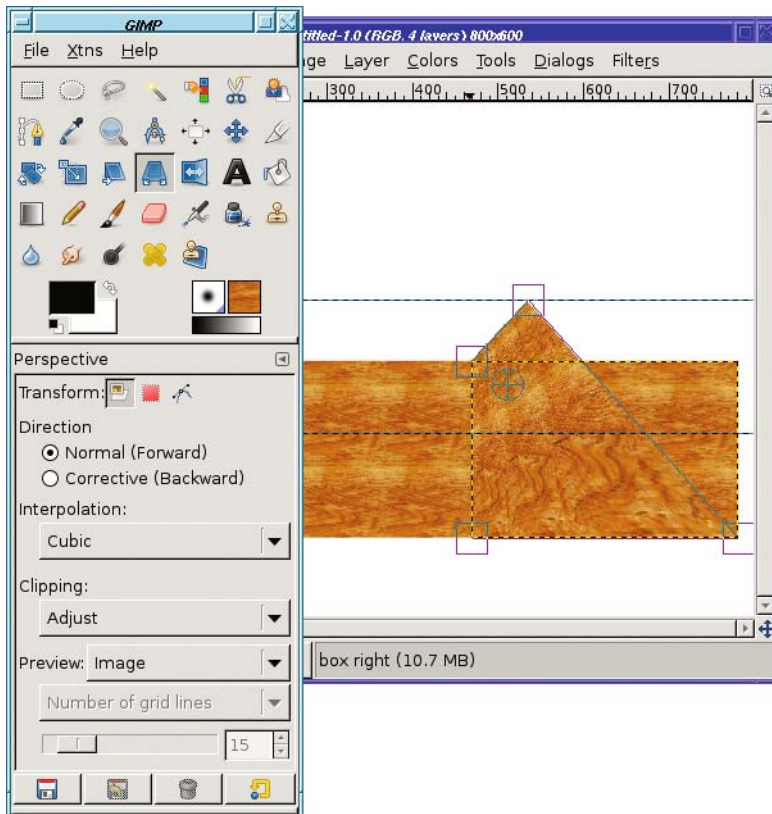 GIMP
File Xtns Help
Perspective
Transform:
Direction
Normal (Forward)
Corrective (Backward)
Interpolation:
Cubic
Clipping:
Adjust
Preview: Image
Number of grid lines
15
titled-1.0 (RGB, 4 layers) 800x600
ge Layer Colors Tools Dialogs Filters
300 400 500 600 700
box right (10.7 MB)